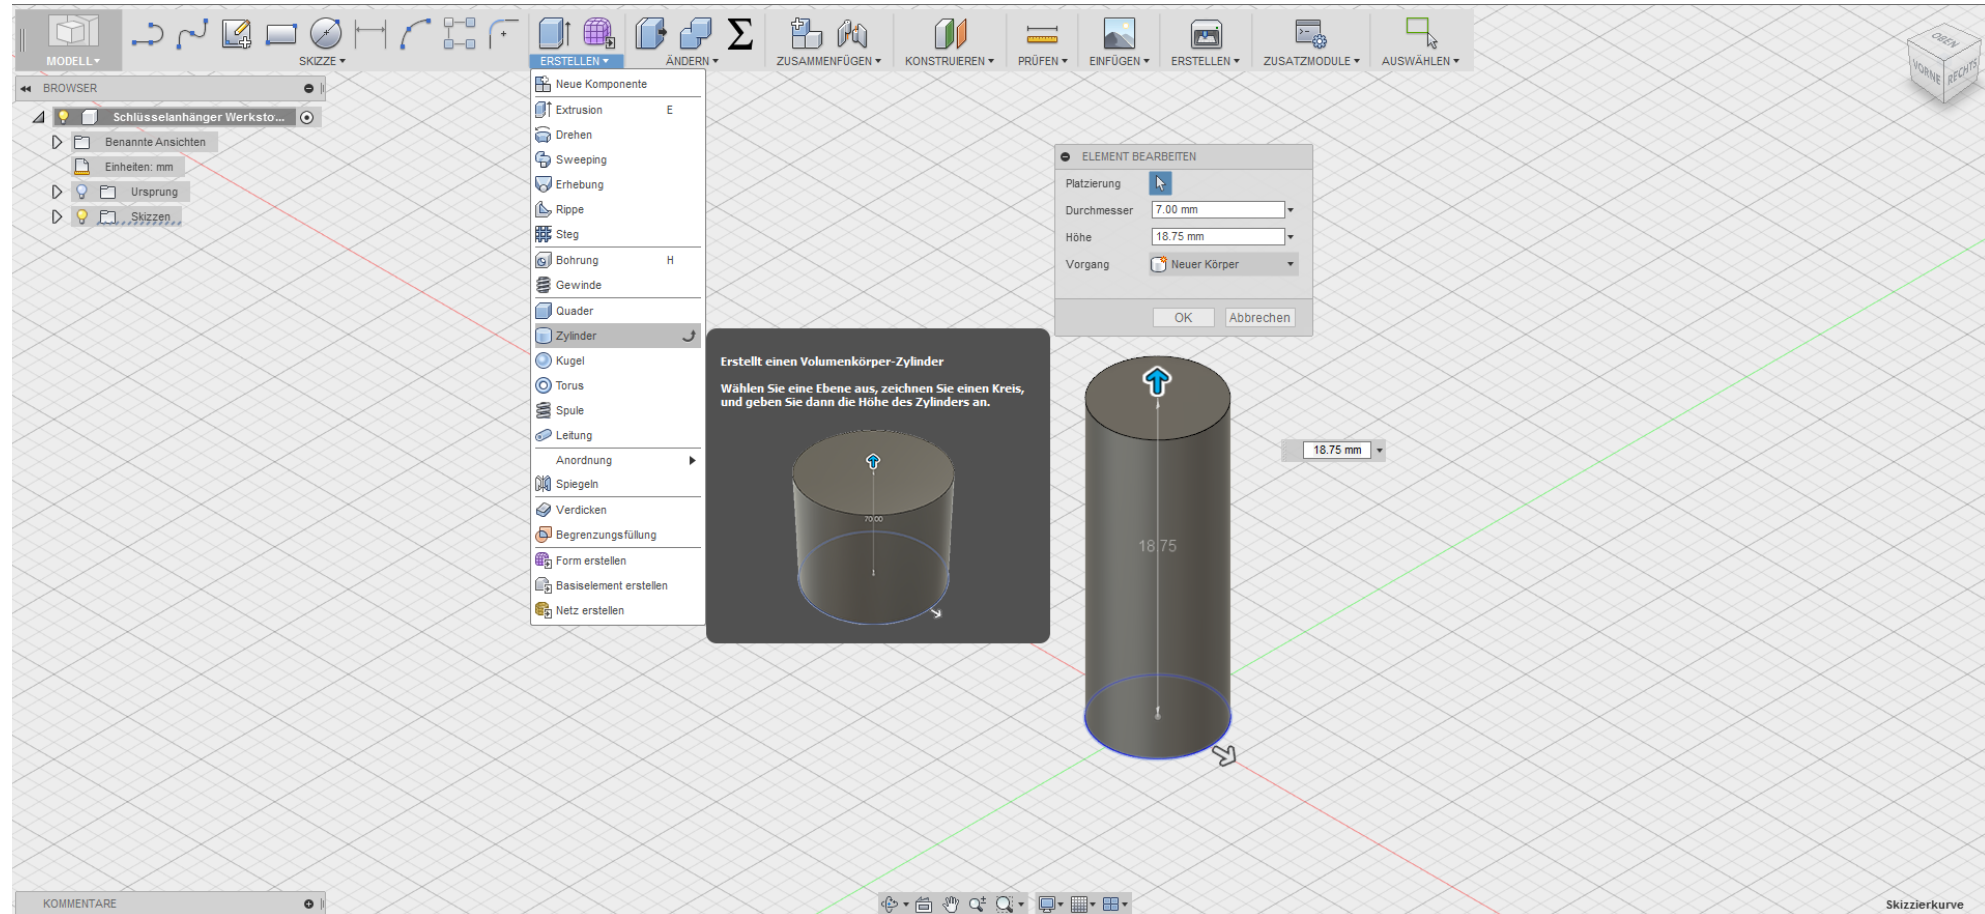 MODELL
SKIZZE
ERSTELLEN
ÄNDERN
ZUSAMMENFÜGEN
KONSTRUIEREN
PRÜFEN
EINFÜGEN
ERSTELLEN
ZUSATZMODULE
AUSWÄHLEN
OBEN
VORNE
RECHTS
BROWSER
Schlüsselanhänger Werksto...
Benannte Ansichten
Einheiten: mm
Ursprung
Skizzen
Neue Komponente
Extrusion E
Drehen
Sweeping
Erhebung
Rippe
Steg
Bohrung H
Gewinde
Quader
Zylinder
Kugel
Torus
Spule
Leitung
Anordnung
Spiegeln
Verdicken
Begrenzungsfüllung
Form erstellen
Basiselement erstellen
Netz erstellen
Erstellt einen Volumenkörper-Zylinder
Wählen Sie eine Ebene aus, zeichnen Sie einen Kreis,
und geben Sie dann die Höhe des Zylinders an.
70.00
ELEMENT BEARBEITEN
Platzierung
Durchmesser 7.00 mm
Höhe 18.75 mm
Vorgang Neuer Körper
OK Abbrechen
18.75 mm
18.75
KOMMENTARE
Skizzierkurve